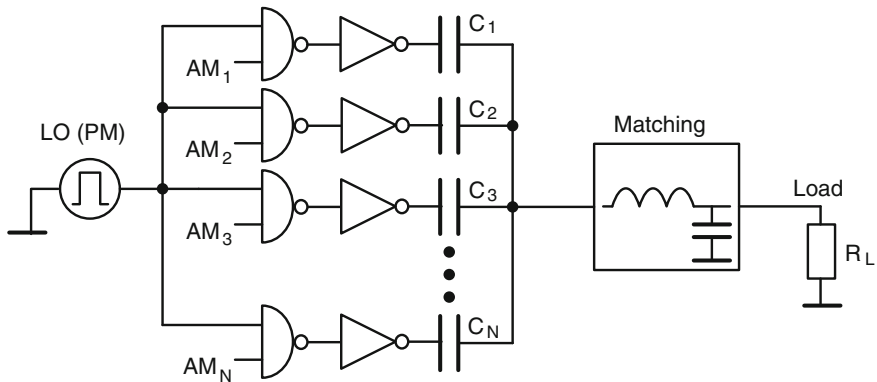 C1
AM1
C2
LO (PM)
AM2
Matching
C3
Load
AM3
RL
CN
AMN